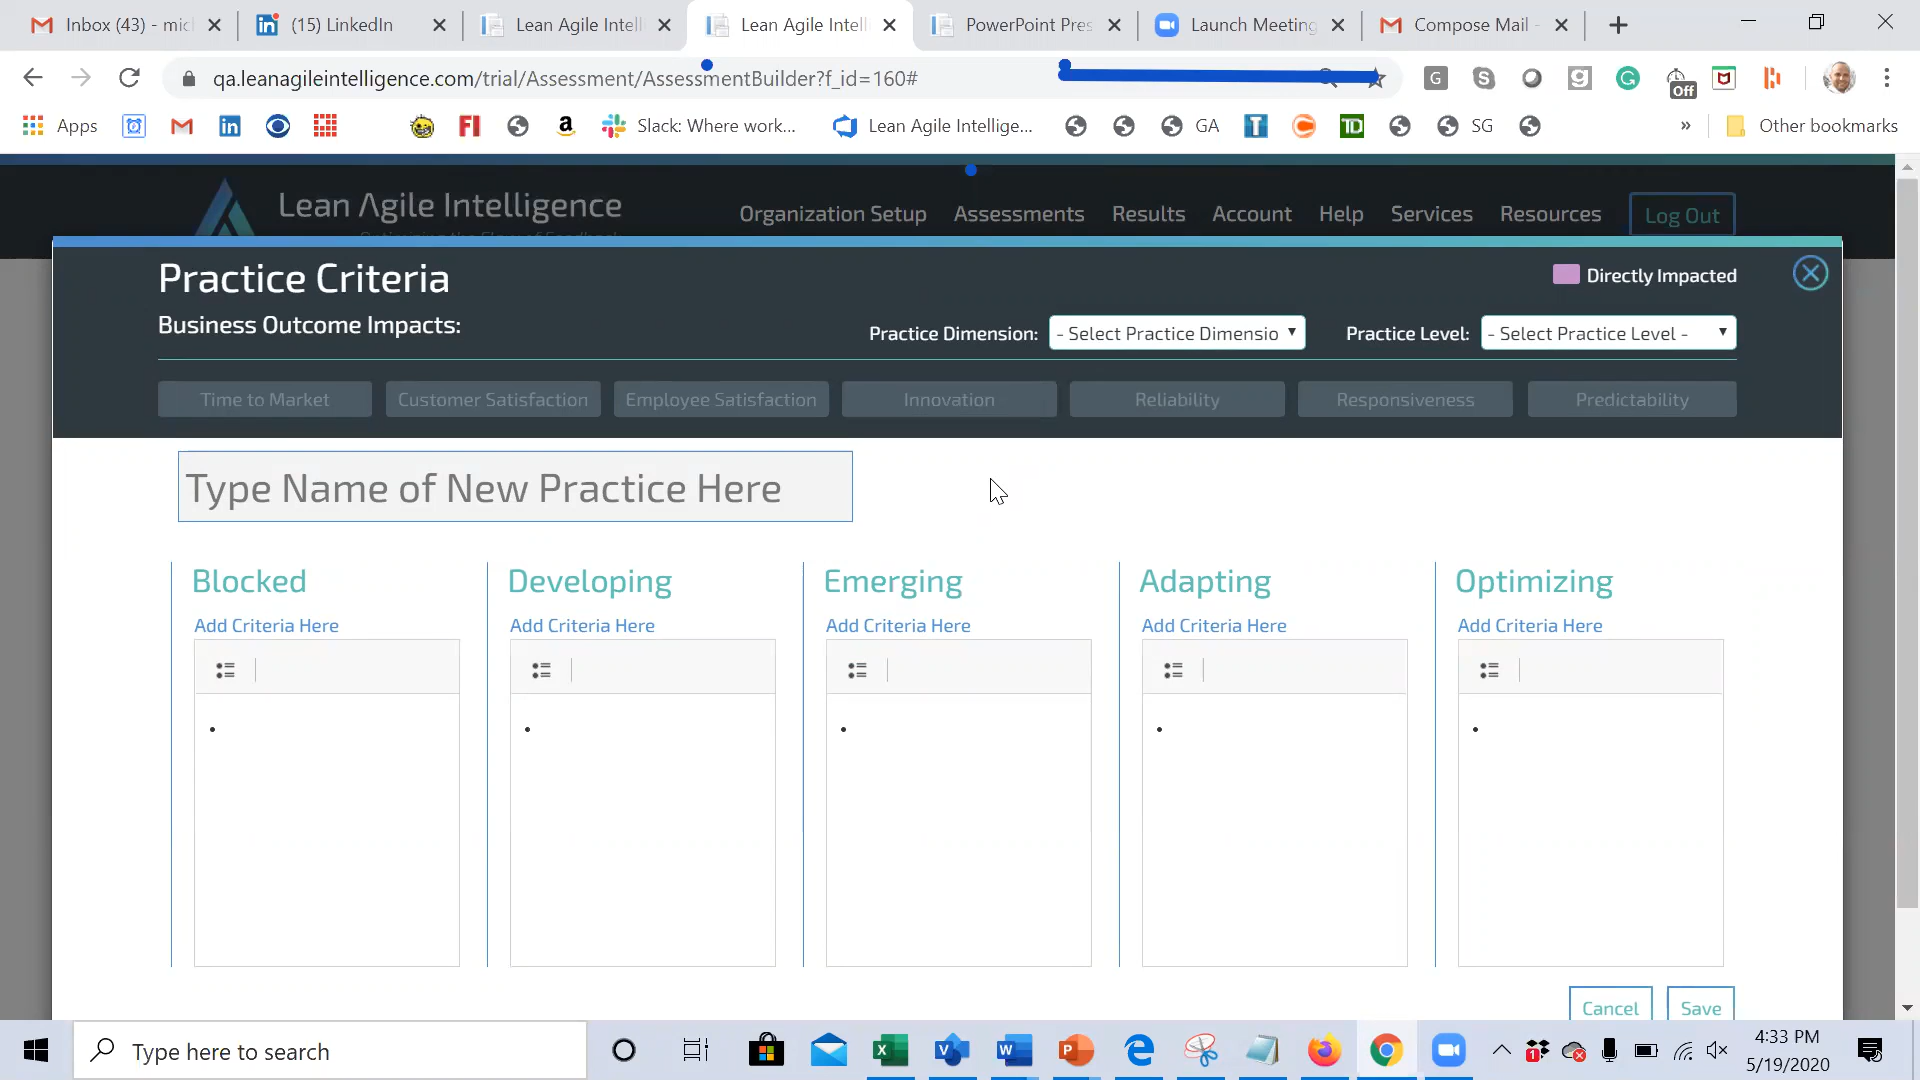 Inbox (43) - mic
(15) LinkedIn
Lean Agile Intelli
Lean Agile Intell
PowerPoint Pres
Launch Meeting
Compose Mail -
qa.leanagileintelligence.com/trial/Assessment/AssessmentBuilder?f_id=160#
Off
Apps
Slack: Where work...
Lean Agile Intellige...
GA
SG
»
Other bookmarks
Lean Agile Intelligence
Organization Setup
Assessments
Results
Account
Help
Services
Resources
Log Out
Practice Criteria
Directly Impacted
Business Outcome Impacts:
Practice Dimension:
- Select Practice Dimensio
Practice Level:
- Select Practice Level -
Time to Market
Customer Satisfaction
Employee Satisfaction
Innovation
Reliability
Responsiveness
Predictability
Type Name of New Practice Here
Blocked
Developing
Emerging
Adapting
Optimizing
Add Criteria Here
Add Criteria Here
Add Criteria Here
Add Criteria Here
Add Criteria Here
Cancel
Save
Type here to search
4:33 PM
5/19/2020